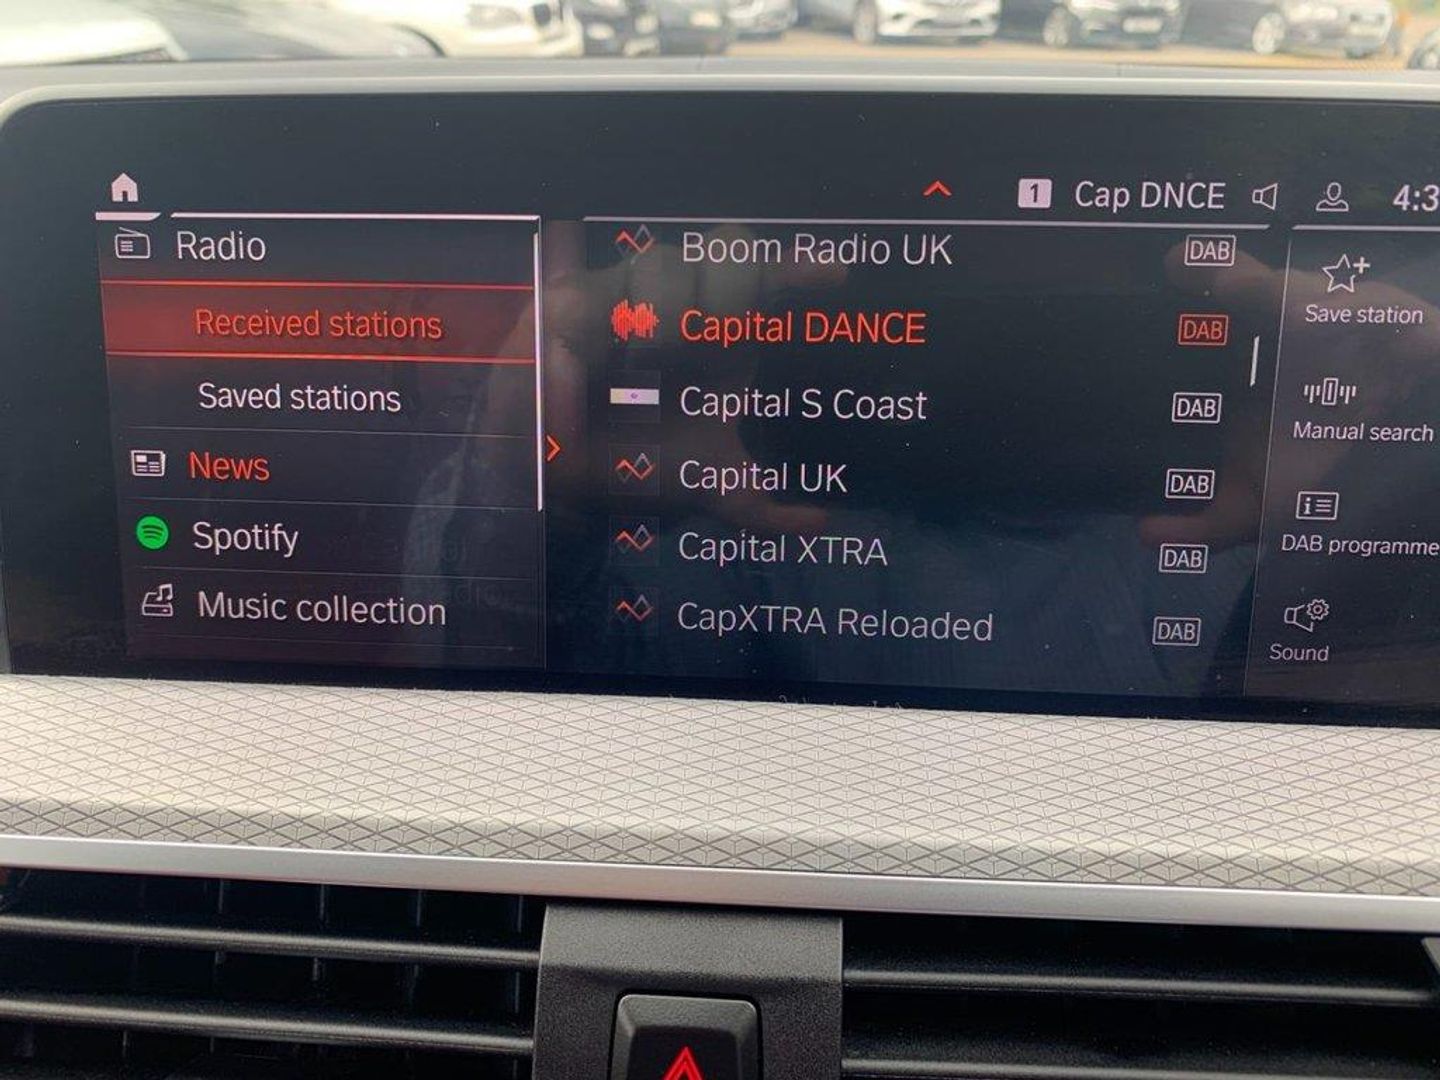 1 Cap DNCE 4:3
Radio
Received stations
Saved stations
News
Spotify
Music collection
Boom Radio UK DAB
Capital DANCE DAB
Capital S Coast DAB
Capital UK DAB
Capital XTRA DAB
CapXTRA Reloaded DAB
Save station
Manual search
DAB programme
Sound